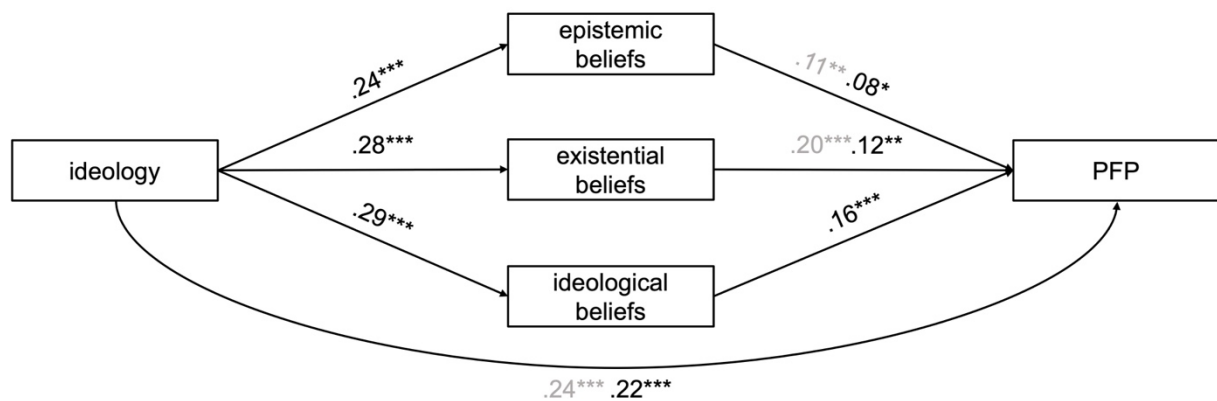 epistemic
beliefs
.24***
.11** .08*
.28***
existential
beliefs
.20*** .12**
ideology
PFP
.29***
.16***
ideological
beliefs
.24*** .22***